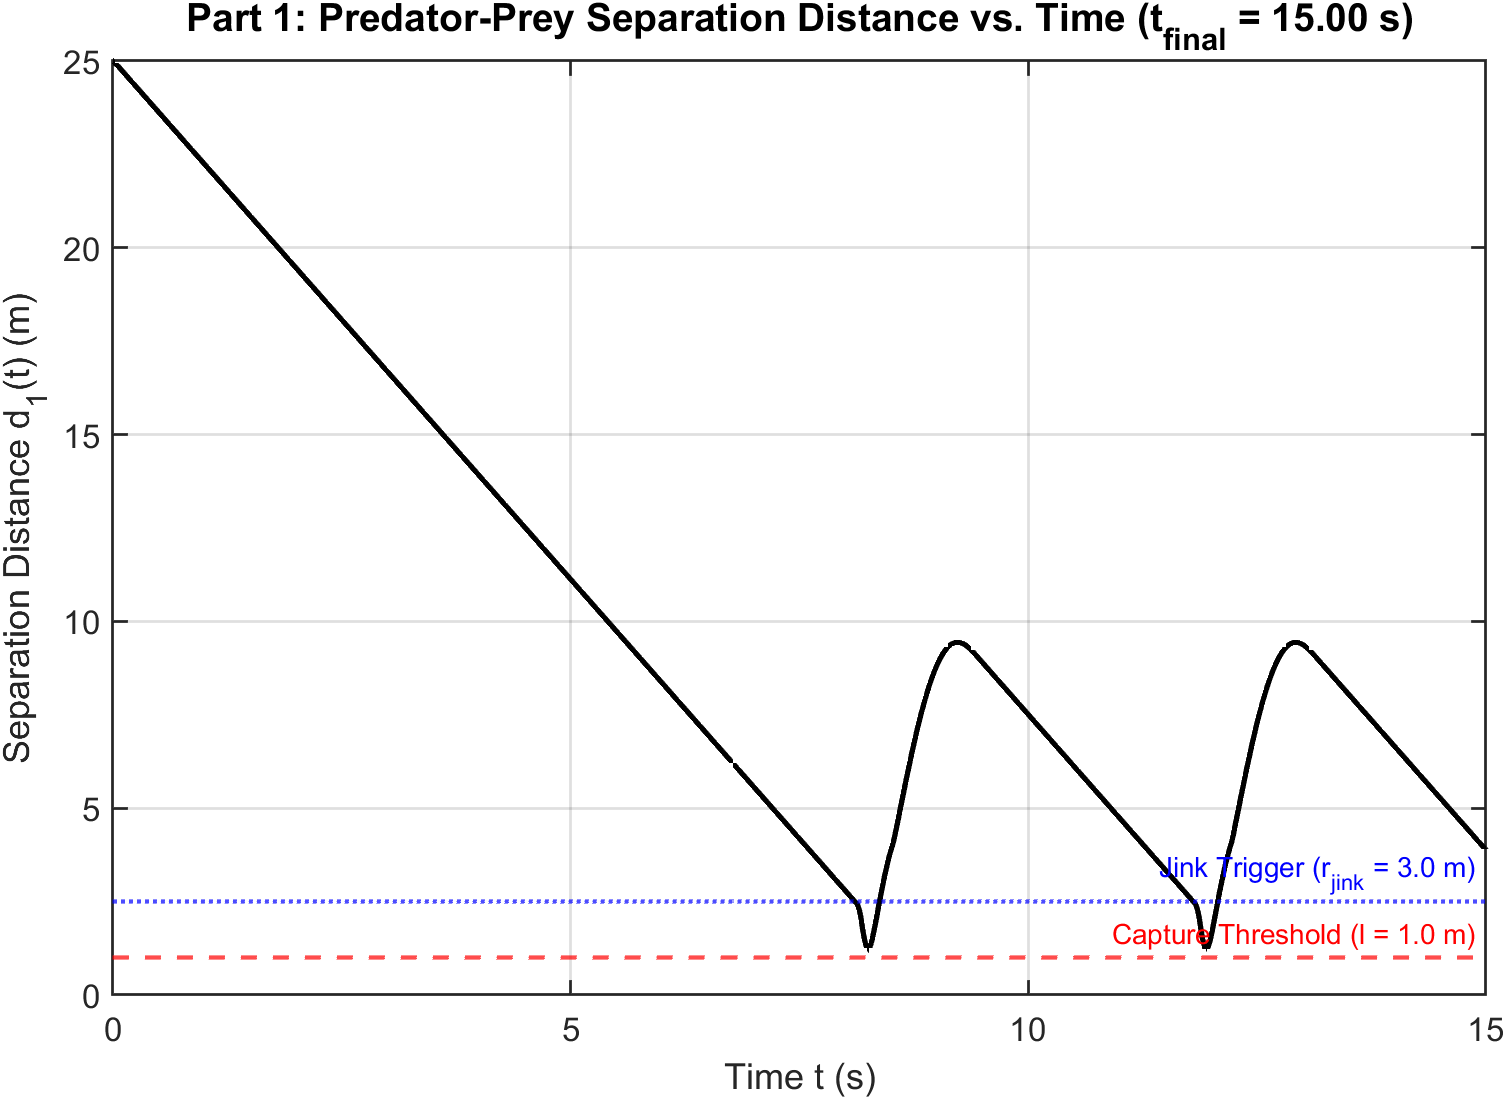 Part 1: Predator-Prey Separation Distance vs. Time (t_final = 15.00 s)
Separation Distance d_1(t) (m)
25
20
15
10
5
0
Jink Trigger (r_jink = 3.0 m)
Capture Threshold (l = 1.0 m)
0
5
10
15
Time t (s)